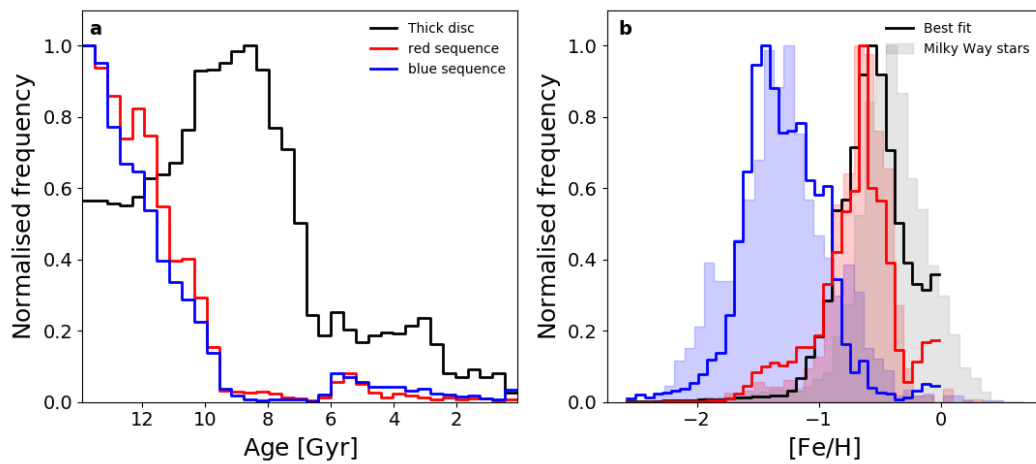 a
Thick disc
red sequence
blue sequence
1.0
0.8
0.6
0.4
0.2
0.0
Normalised frequency
12
10
8
6
4
2
Age [Gyr]
b
Best fit
Milky Way stars
1.0
0.8
0.6
0.4
0.2
0.0
Normalised frequency
−2
−1
0
[Fe/H]